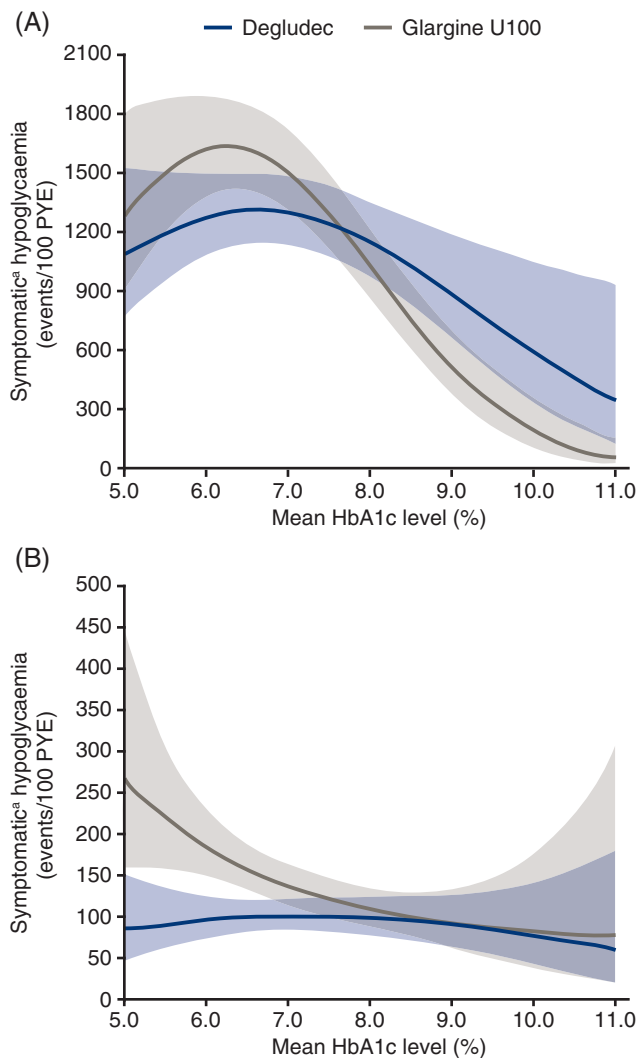 (A)
Degludec
Glargine U100
Symptomaticᵃ hypoglycaemia
(events/100 PYE)
2100
1800
1500
1200
900
600
300
0
5.0 6.0 7.0 8.0 9.0 10.0 11.0
Mean HbA1c level (%)
(B)
Symptomaticᵃ hypoglycaemia
(events/100 PYE)
500
450
400
350
300
250
200
150
100
50
0
5.0 6.0 7.0 8.0 9.0 10.0 11.0
Mean HbA1c level (%)